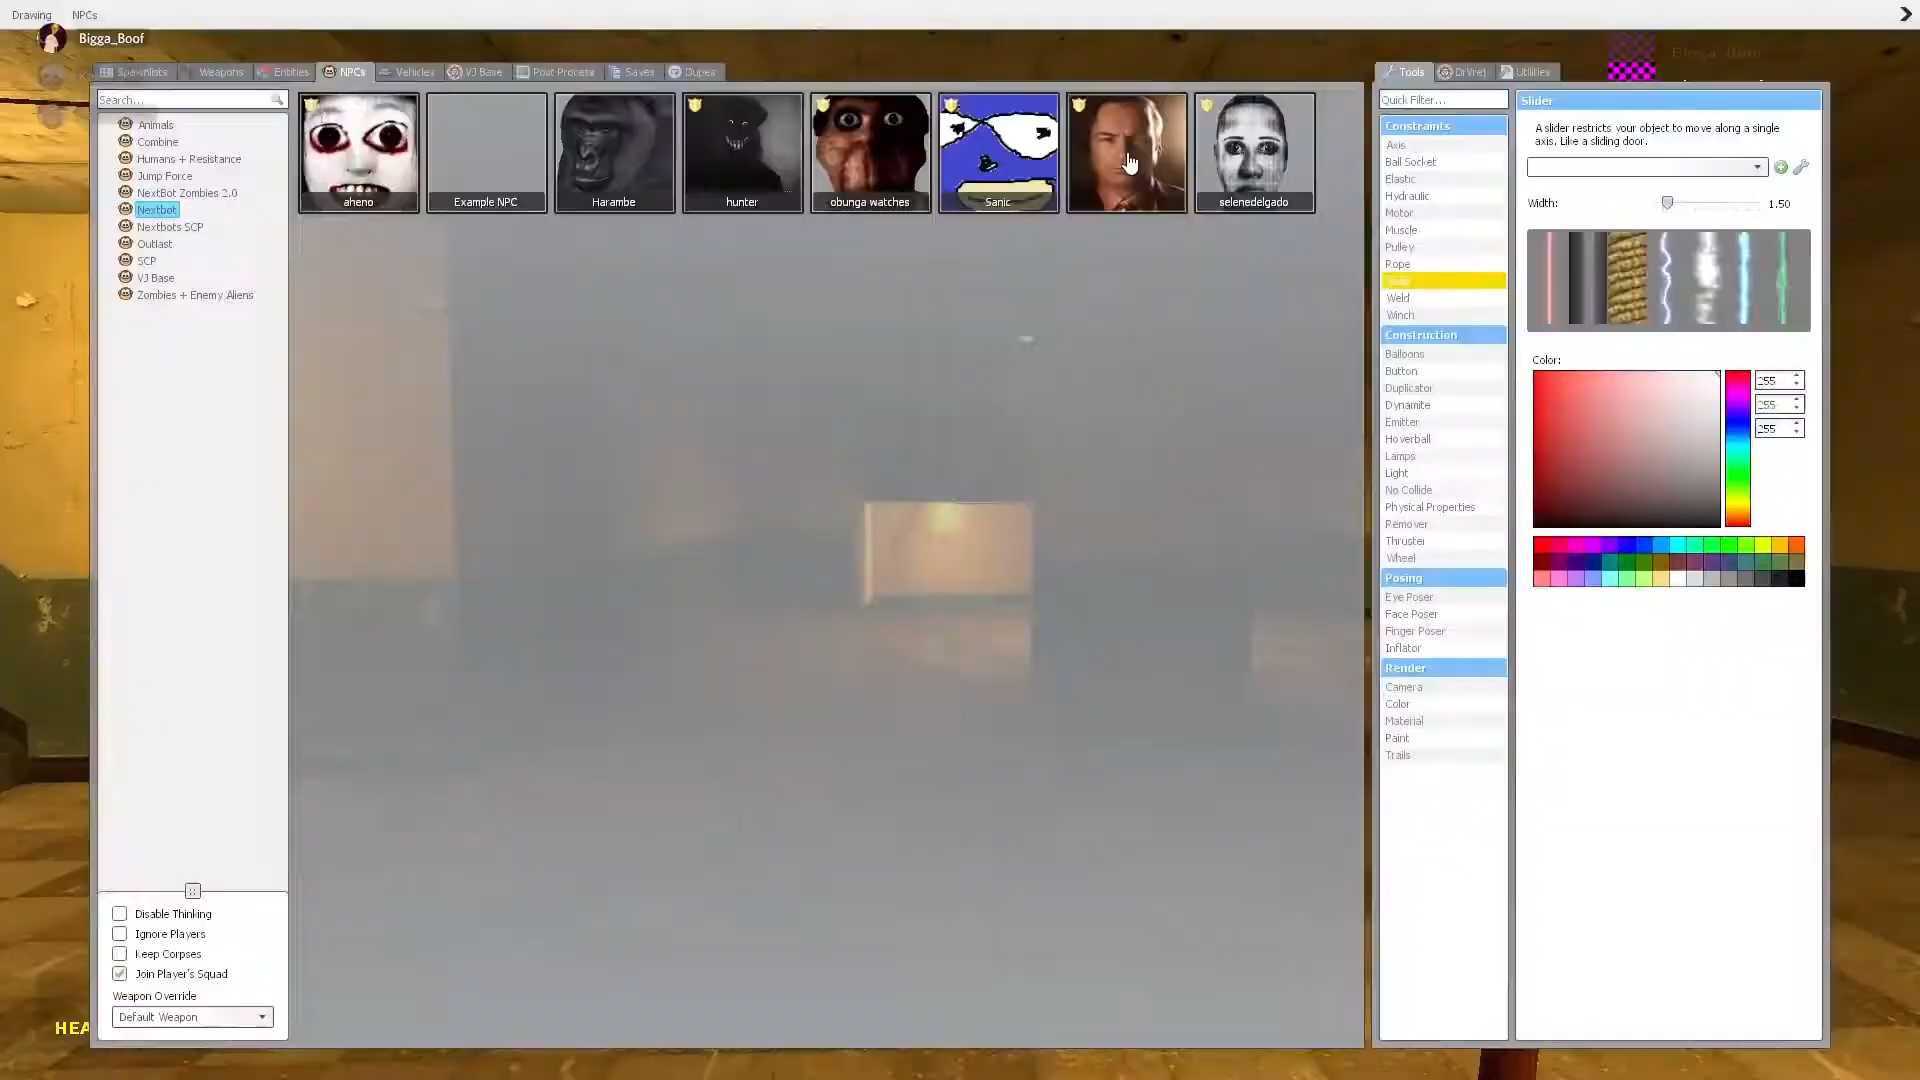 Drawing NPCs
Bigga_Boof
Spawnlists Weapons Entities NPCs Vehicles VJ Base Post Process Saves Dupes
Tools DrVrej Utilities
Search...
Animals
Combine
Humans + Resistance
Jump Force
NextBot Zombies 2.0
Nextbot
Nextbots SCP
Outlast
SCP
VJ Base
Zombies + Enemy Aliens
aheno
Example NPC
Harambe
hunter
obunga watches
Sanic
selenedelgado
Disable Thinking
Ignore Players
Keep Corpses
Join Player's Squad
Weapon Override
Default Weapon
HEA
Quick Filter...
Constraints
Axis
Ball Socket
Elastic
Hydraulic
Motor
Muscle
Pulley
Rope
Slider
Weld
Winch
Construction
Balloons
Button
Duplicator
Dynamite
Emitter
Hoverball
Lamps
Light
No Collide
Physical Properties
Remover
Thruster
Wheel
Posing
Eye Poser
Face Poser
Finger Poser
Inflator
Render
Camera
Color
Material
Paint
Trails
Slider
A slider restricts your object to move along a single
axis. Like a sliding door.
Width: 1.50
Color:
255
255
255